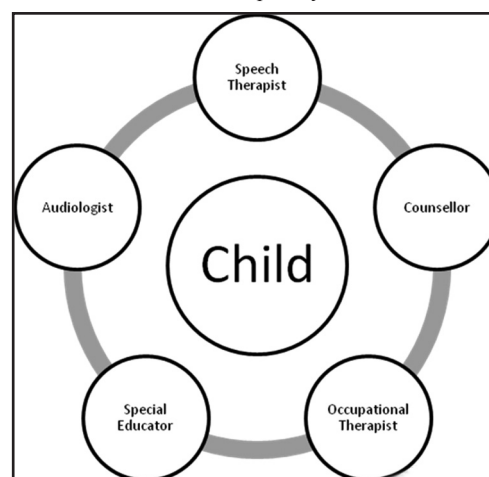 Speech
Therapist
Audiologist
Counsellor
Child
Special
Educator
Occupational
Therapist